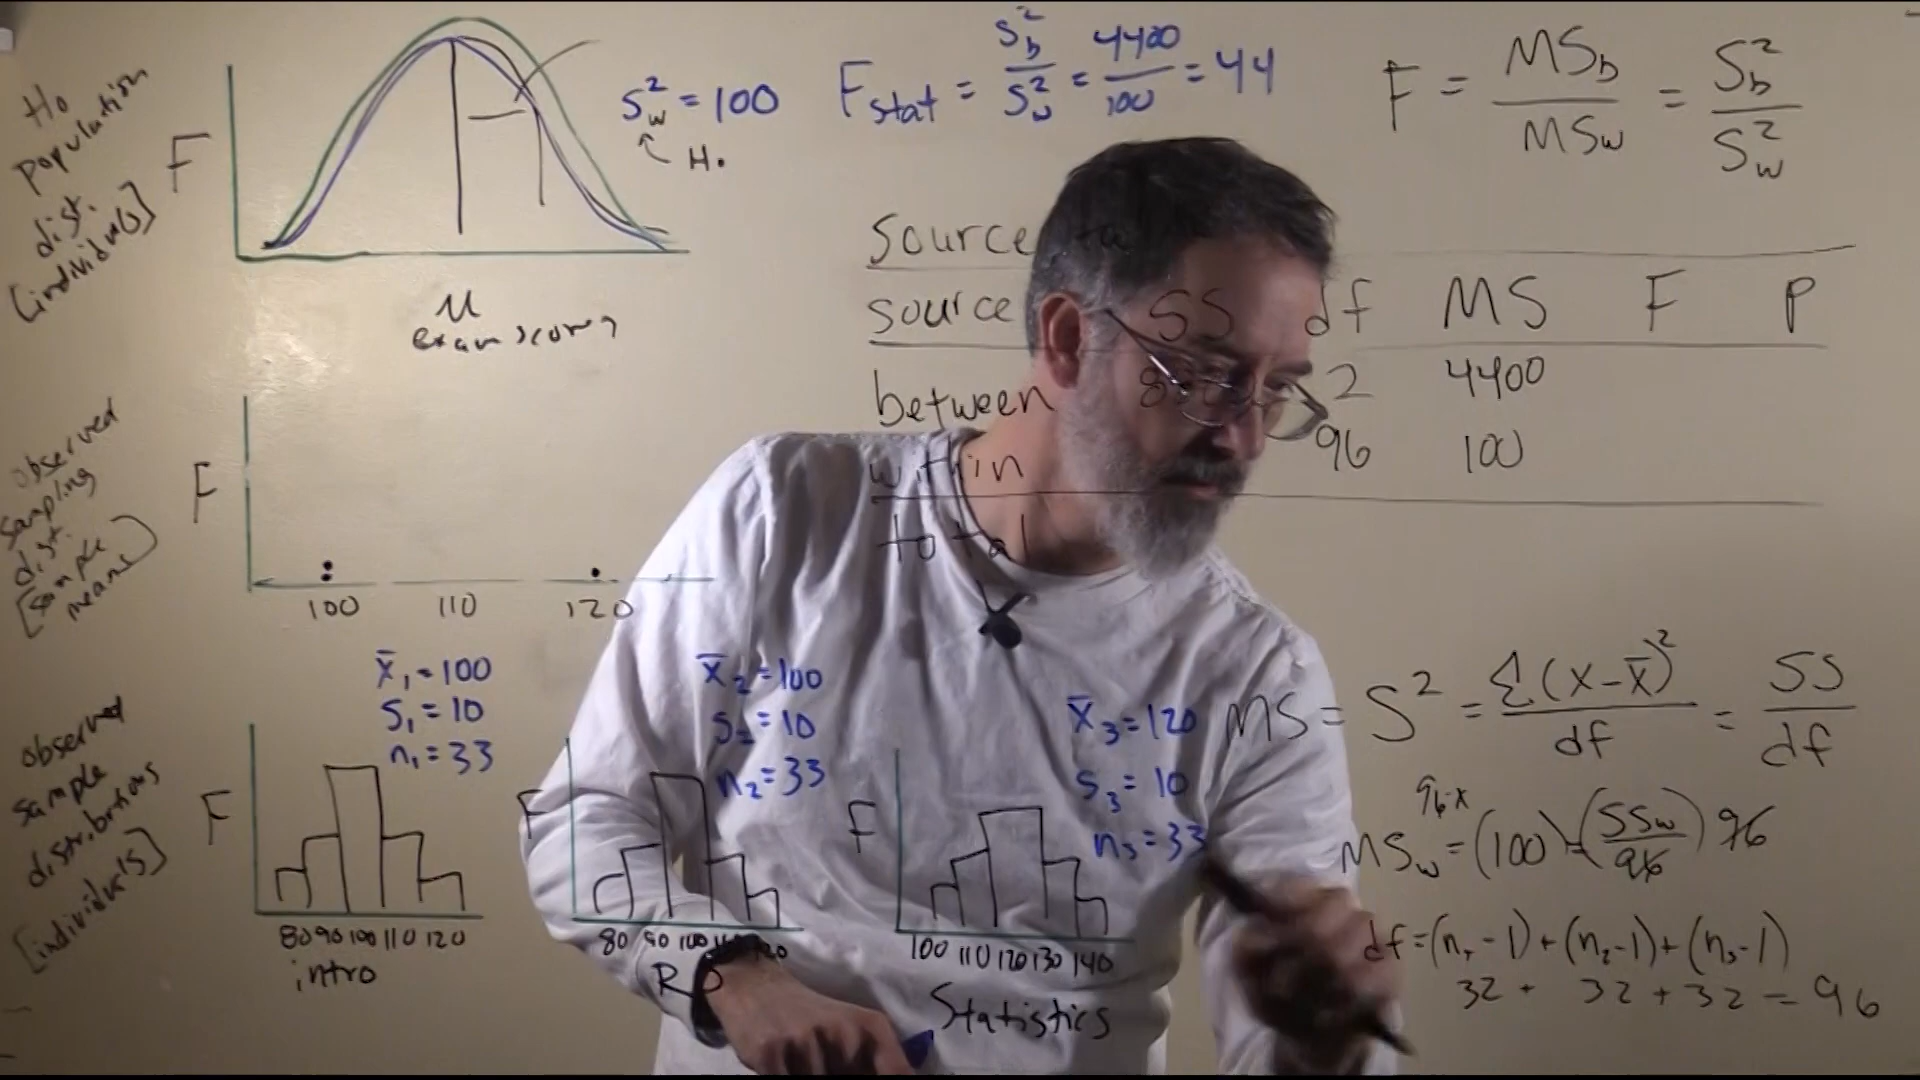 Ho
population
dist.
[individuals]
F
μ
exam scores
S²w = 100
H₀
Fstat = S²b / S²w = 4400 / 100 = 44
F = MSb / MSw = S²b / S²w
source
source SS df MS F P
between 2 4400
within 96 100
total
observed
sampling
dist.
[sample
means]
F
100 110 120
observed
sample
distributions
[individuals]
F
x̄₁ = 100
S₁ = 10
n₁ = 33
80 90 100 110 120
intro
F
x̄₂ = 100
S₂ = 10
n₂ = 33
80 90 100
F
x̄₃ = 120
S₃ = 10
n₃ = 33
100 110 120 130 140
Statistics
MS = S² = Σ(x - x̄)² / df = SS / df
96·x
MSw = (100) = (SSw / 96) 96
df = (n₁ - 1) + (n₂ - 1) + (n₃ - 1)
32 + 32 + 32 = 96